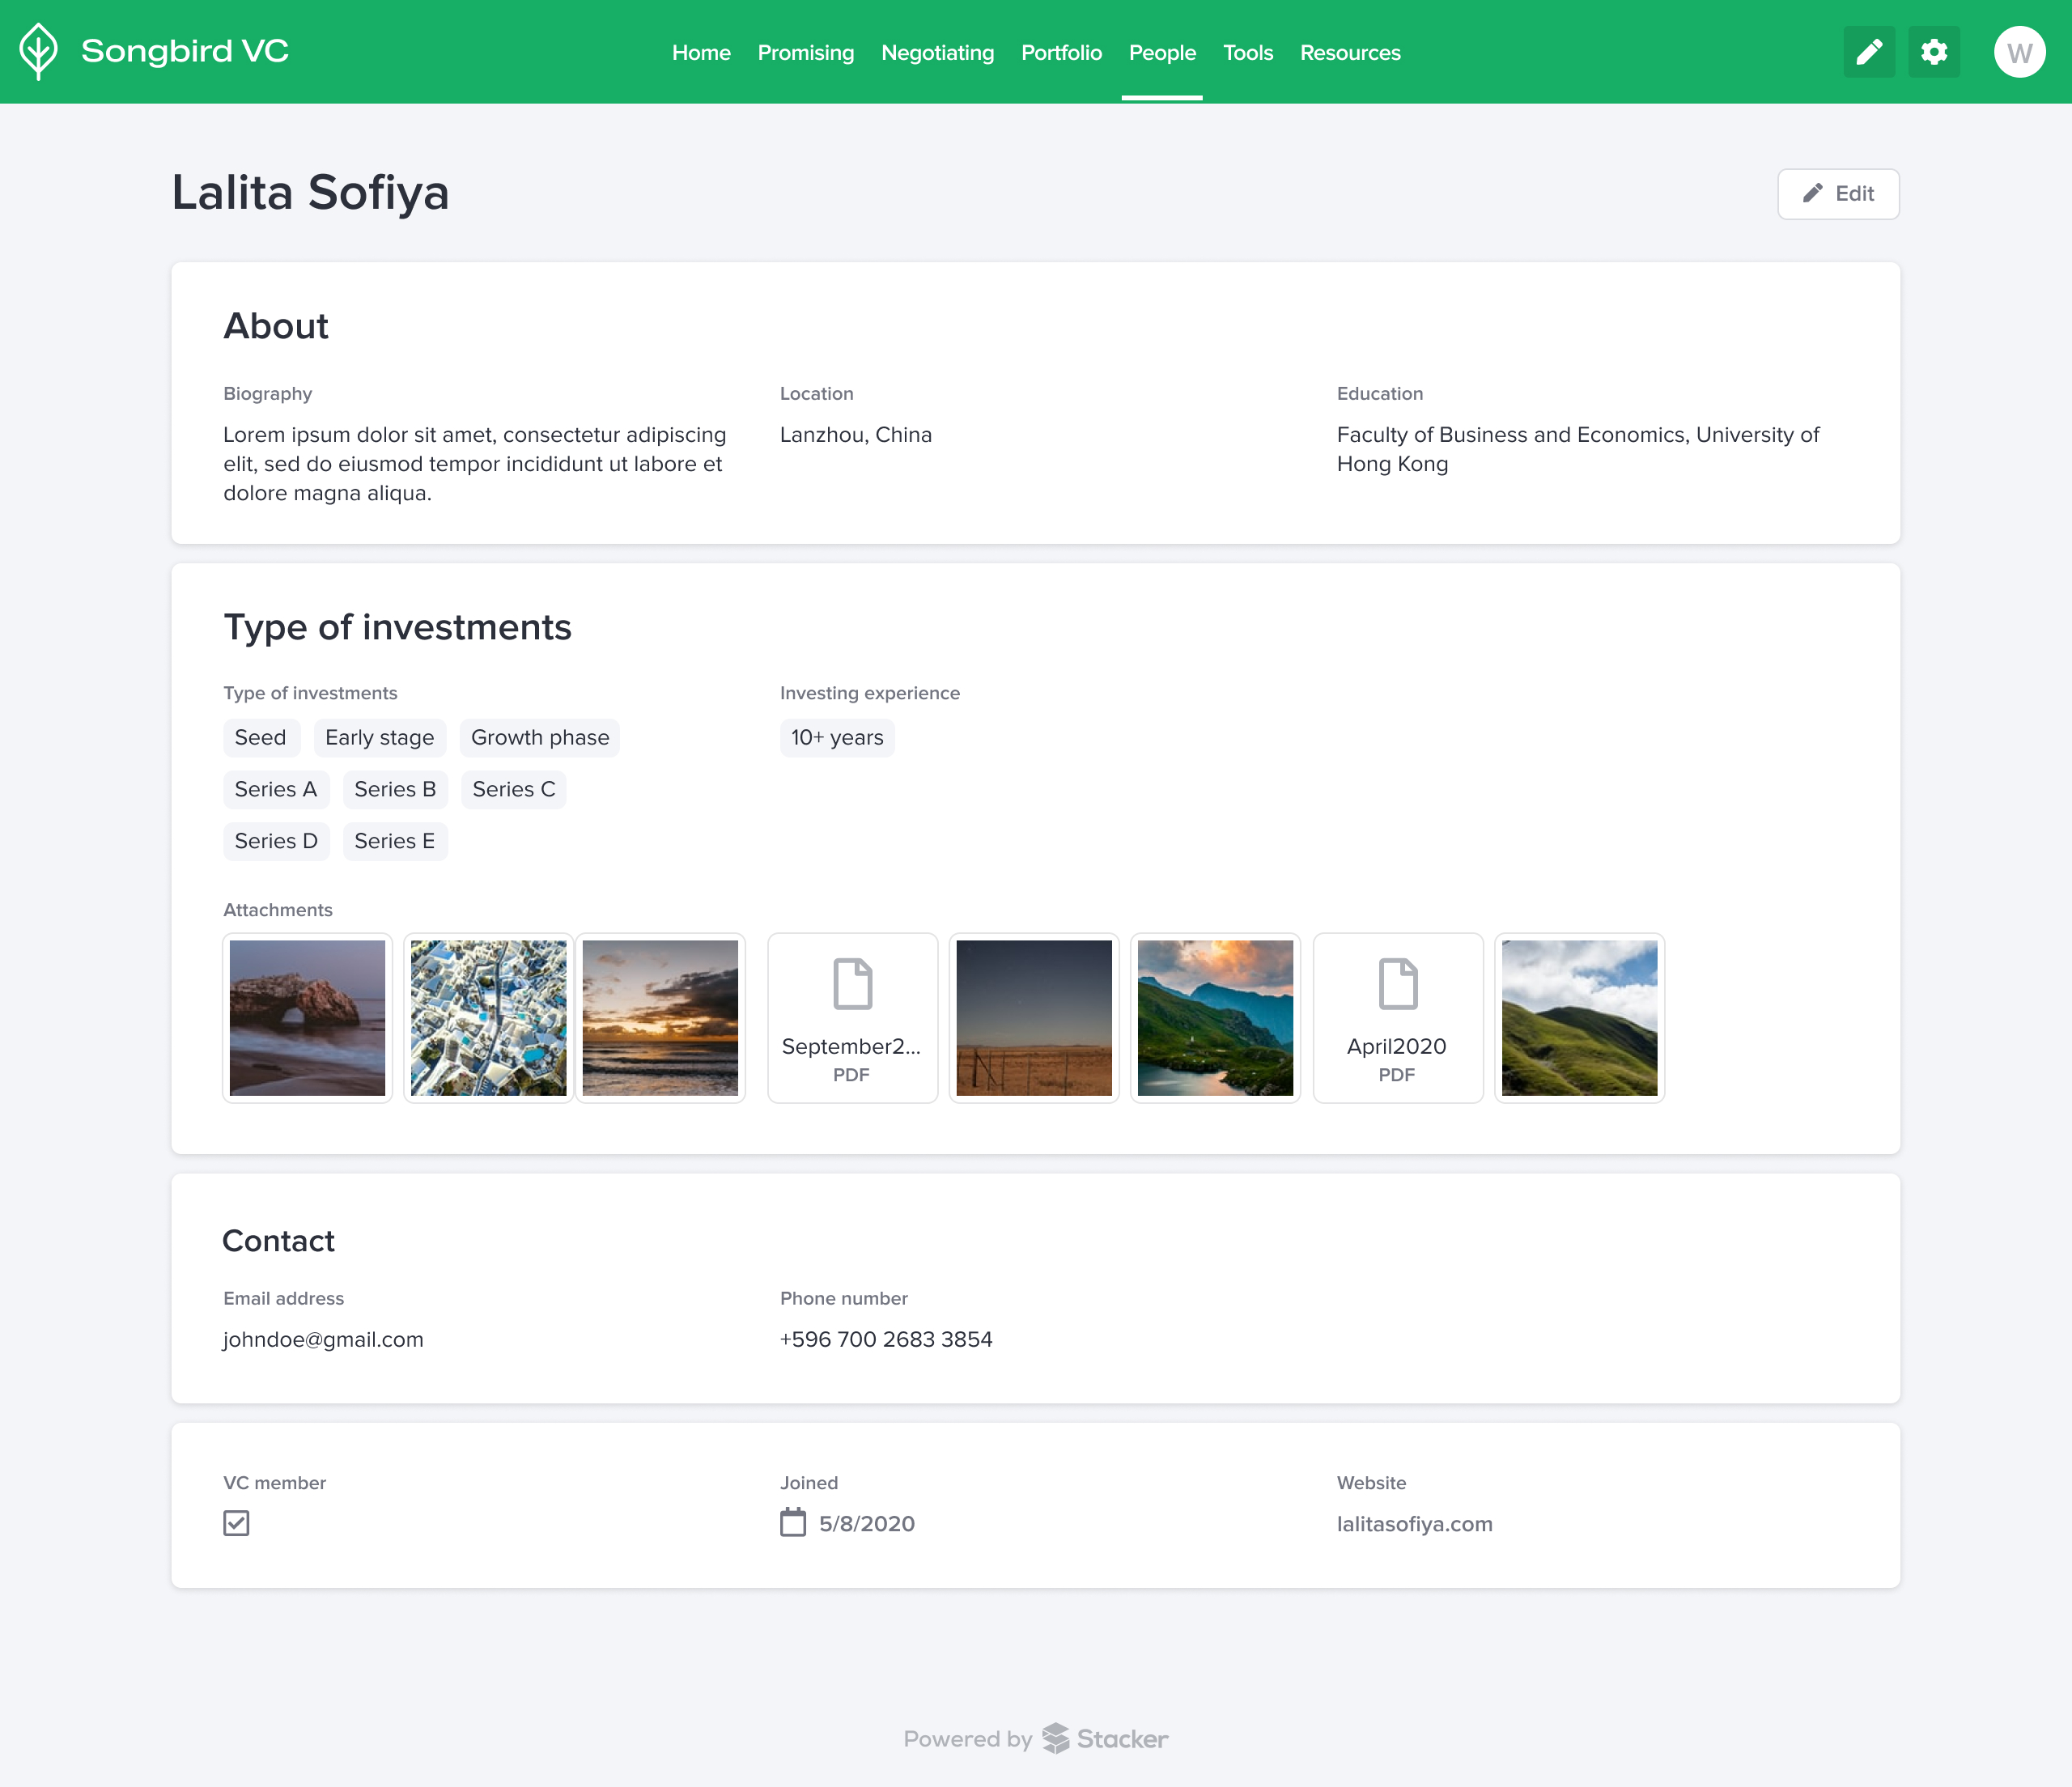 Songbird VC
Home Promising Negotiating Portfolio People Tools Resources
W
Lalita Sofiya
Edit
About
Biography
Lorem ipsum dolor sit amet, consectetur adipiscing
elit, sed do eiusmod tempor incididunt ut labore et
dolore magna aliqua.
Location
Lanzhou, China
Education
Faculty of Business and Economics, University of
Hong Kong
Type of investments
Type of investments
Seed Early stage Growth phase
Series A Series B Series C
Series D Series E
Investing experience
10+ years
Attachments
September2...
PDF
April2020
PDF
Contact
Email address
johndoe@gmail.com
Phone number
+596 700 2683 3854
VC member
Joined
5/8/2020
Website
lalitasofiya.com
Powered by Stacker